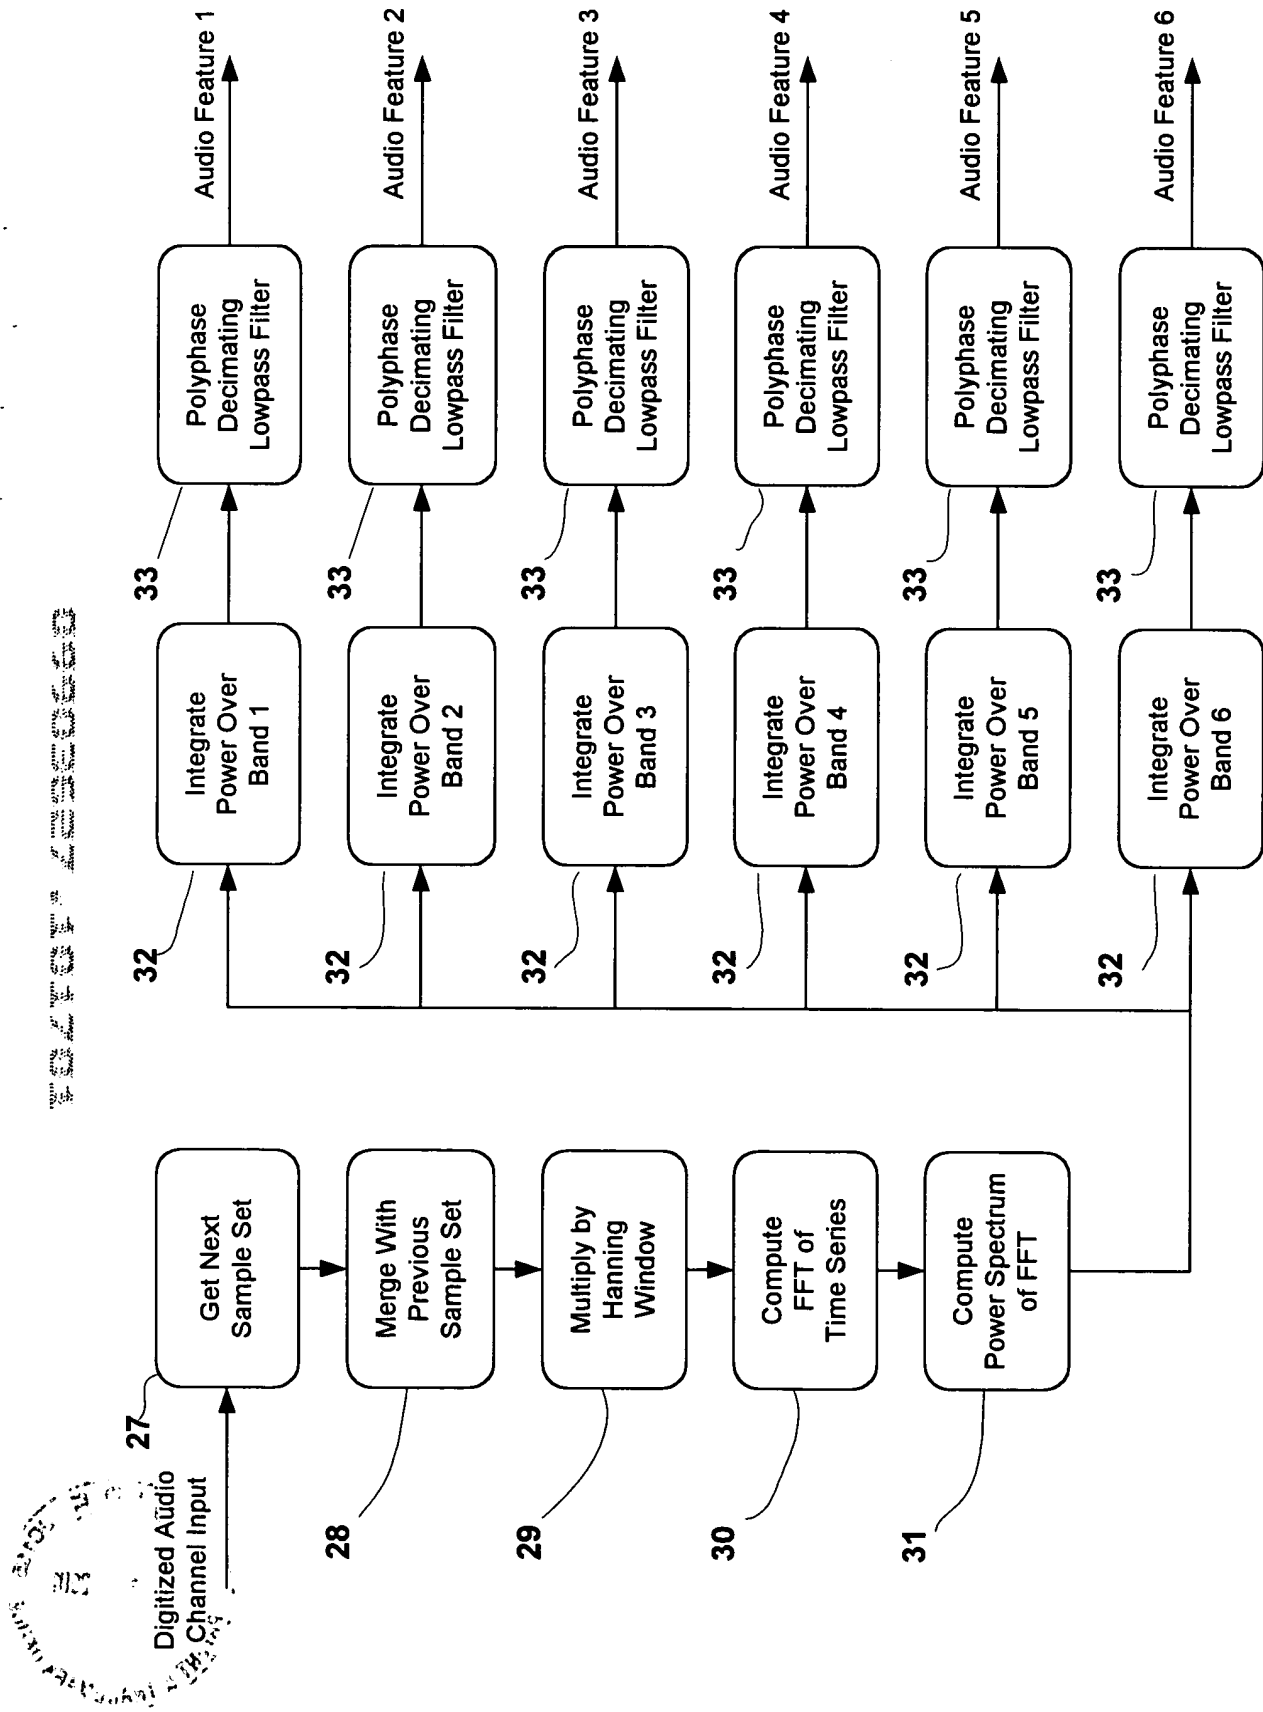 Digitized Audio
Channel Input
27
Get Next
Sample Set
28
Merge With
Previous
Sample Set
29
Multiply by
Hanning
Window
30
Compute
FFT of
Time Series
31
Compute
Power Spectrum
of FFT
32
Integrate
Power Over
Band 1
33
Polyphase
Decimating
Lowpass Filter
Audio Feature 1
32
Integrate
Power Over
Band 2
33
Polyphase
Decimating
Lowpass Filter
Audio Feature 2
32
Integrate
Power Over
Band 3
33
Polyphase
Decimating
Lowpass Filter
Audio Feature 3
32
Integrate
Power Over
Band 4
33
Polyphase
Decimating
Lowpass Filter
Audio Feature 4
32
Integrate
Power Over
Band 5
33
Polyphase
Decimating
Lowpass Filter
Audio Feature 5
32
Integrate
Power Over
Band 6
33
Polyphase
Decimating
Lowpass Filter
Audio Feature 6